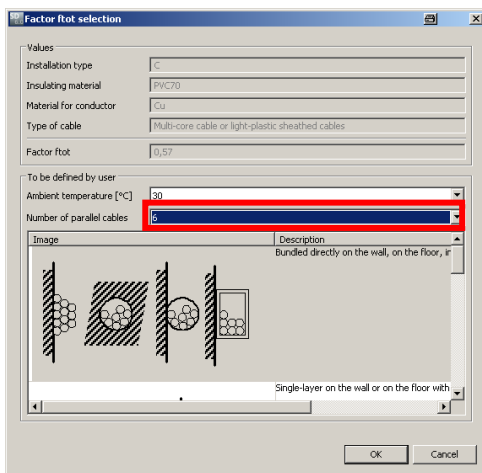 Factor ftot selection
Values
Installation type C
Insulating material PVC70
Material for conductor Cu
Type of cable Multi-core cable or light-plastic sheathed cables
Factor ftot 0,57
To be defined by user
Ambient temperature [°C] 30
Number of parallel cables 6
Image Description
Bundled directly on the wall, on the floor, ir
Single-layer on the wall or on the floor with
OK Cancel